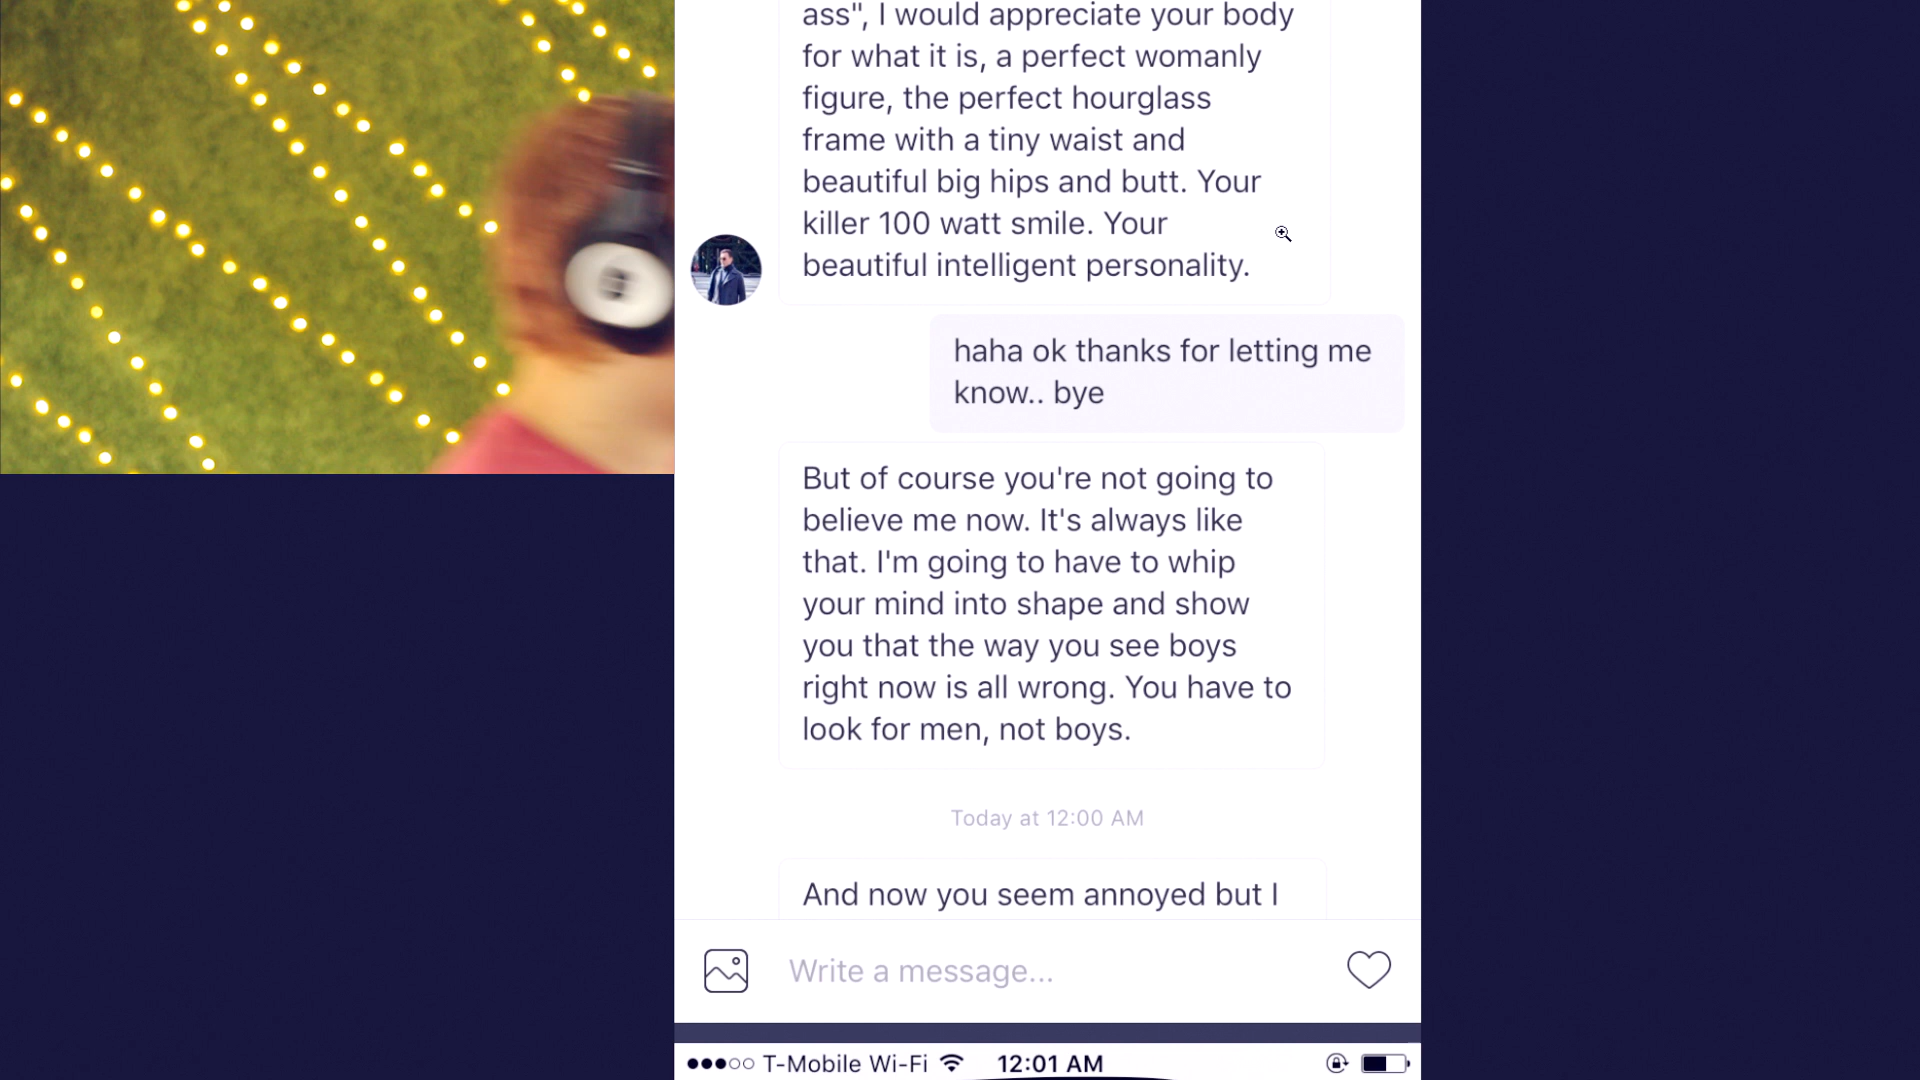 ass", I would appreciate your body
for what it is, a perfect womanly
figure, the perfect hourglass
frame with a tiny waist and
beautiful big hips and butt. Your
killer 100 watt smile. Your
beautiful intelligent personality.
haha ok thanks for letting me
know.. bye
But of course you're not going to
believe me now. It's always like
that. I'm going to have to whip
your mind into shape and show
you that the way you see boys
right now is all wrong. You have to
look for men, not boys.
Today at 12:00 AM
And now you seem annoyed but I
Write a message...
T-Mobile Wi-Fi 12:01 AM